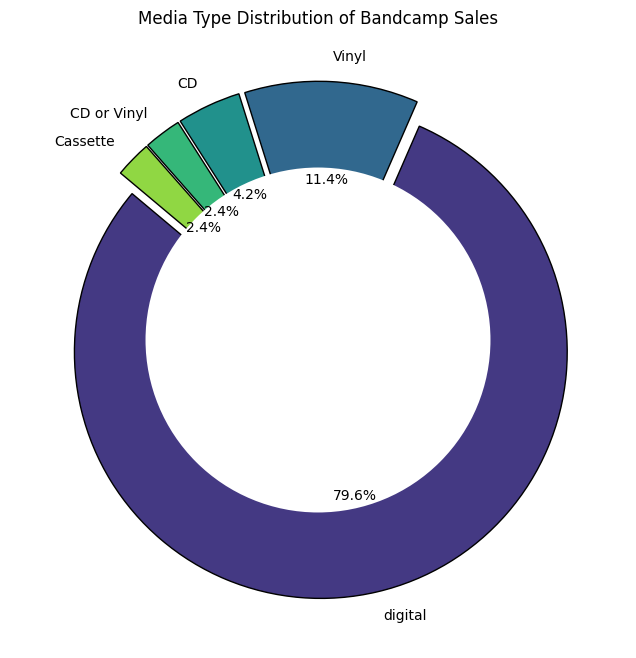 Media Type Distribution of Bandcamp Sales
Vinyl
CD
CD or Vinyl
Cassette
11.4%
4.2%
2.4%
2.4%
79.6%
digital